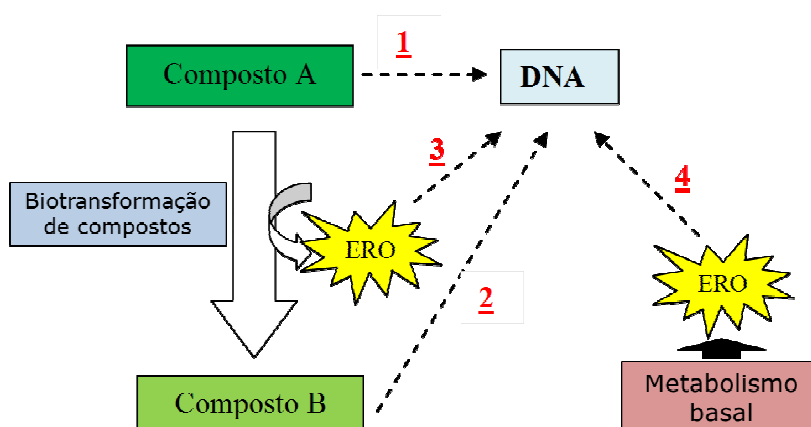 1
Composto A
DNA
3
4
Biotransformação
de compostos
ERO
ERO
2
Composto B
Metabolismo
basal